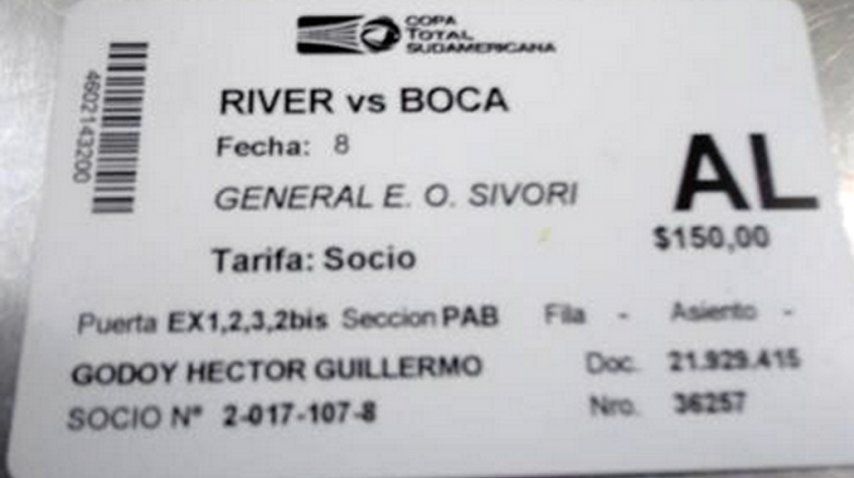 COPA
TOTAL
SUDAMERICANA
4602143200
RIVER vs BOCA
Fecha: 8
GENERAL E. O. SIVORI
AL
$150,00
Tarifa: Socio
Puerta EX1,2,3,2bis Seccion PAB Fila - Asiento -
GODOY HECTOR GUILLERMO Doc. 21.929.415
SOCIO Nº 2-017-107-8 Nro. 36257